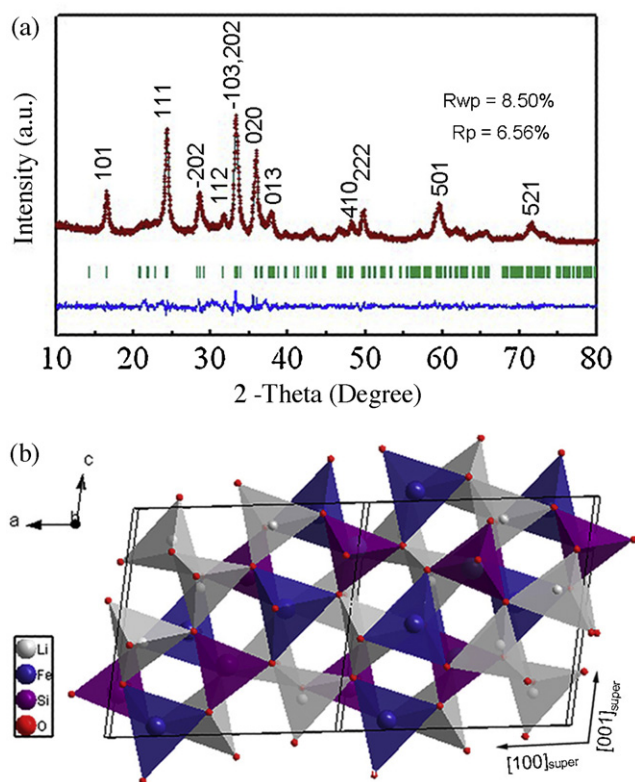 (a)
Intensity (a.u.)
101
111
-202
112
-103,202
020
013
410
222
501
521
Rwp = 8.50%
Rp = 6.56%
10 20 30 40 50 60 70 80
2 -Theta (Degree)
(b)
c
a
b
Li
Fe
Si
O
[001]super
[100]super